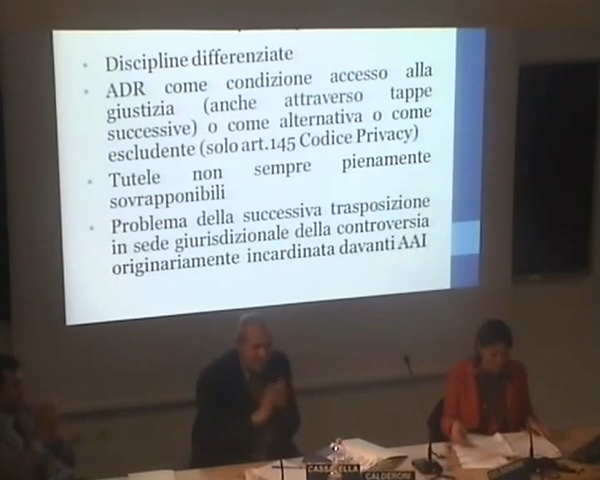 • Discipline differenziate
• ADR come condizione accesso alla
giustizia (anche attraverso tappe
successive) o come alternativa o come
escludente (solo art.145 Codice Privacy)
• Tutele non sempre pienamente
sovrapponibili
• Problema della successiva trasposizione
in sede giurisdizionale della controversia
originariamente incardinata davanti AAI
CALDERONI